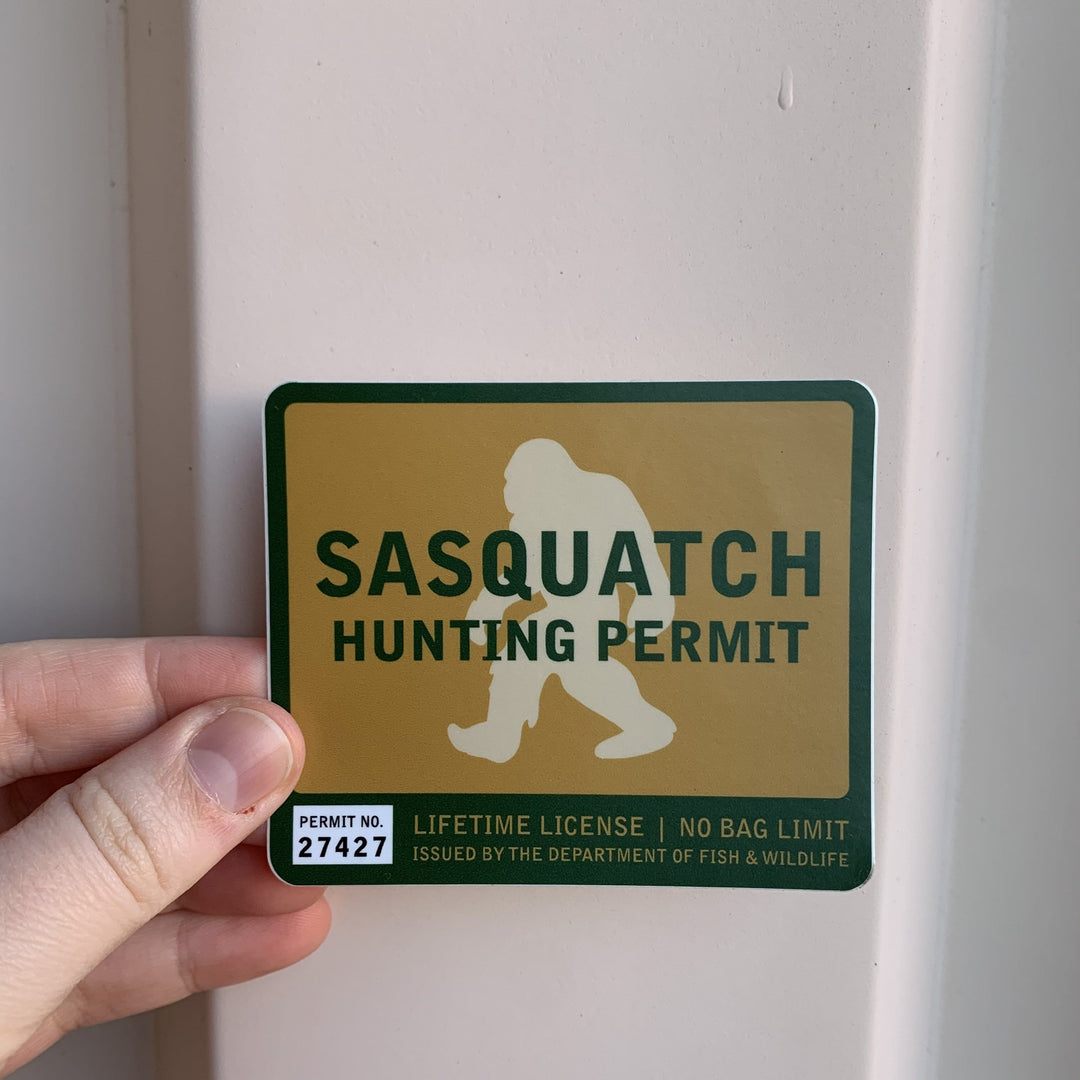 SASQUATCH
HUNTING PERMIT
PERMIT NO.
27427
LIFETIME LICENSE | NO BAG LIMIT
ISSUED BY THE DEPARTMENT OF FISH & WILDLIFE